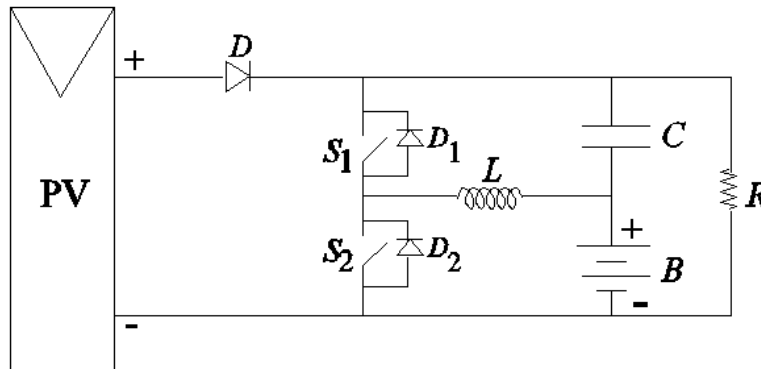 +
D
S1
D1
C
PV
L
R
S2
D2
+
B
-
-